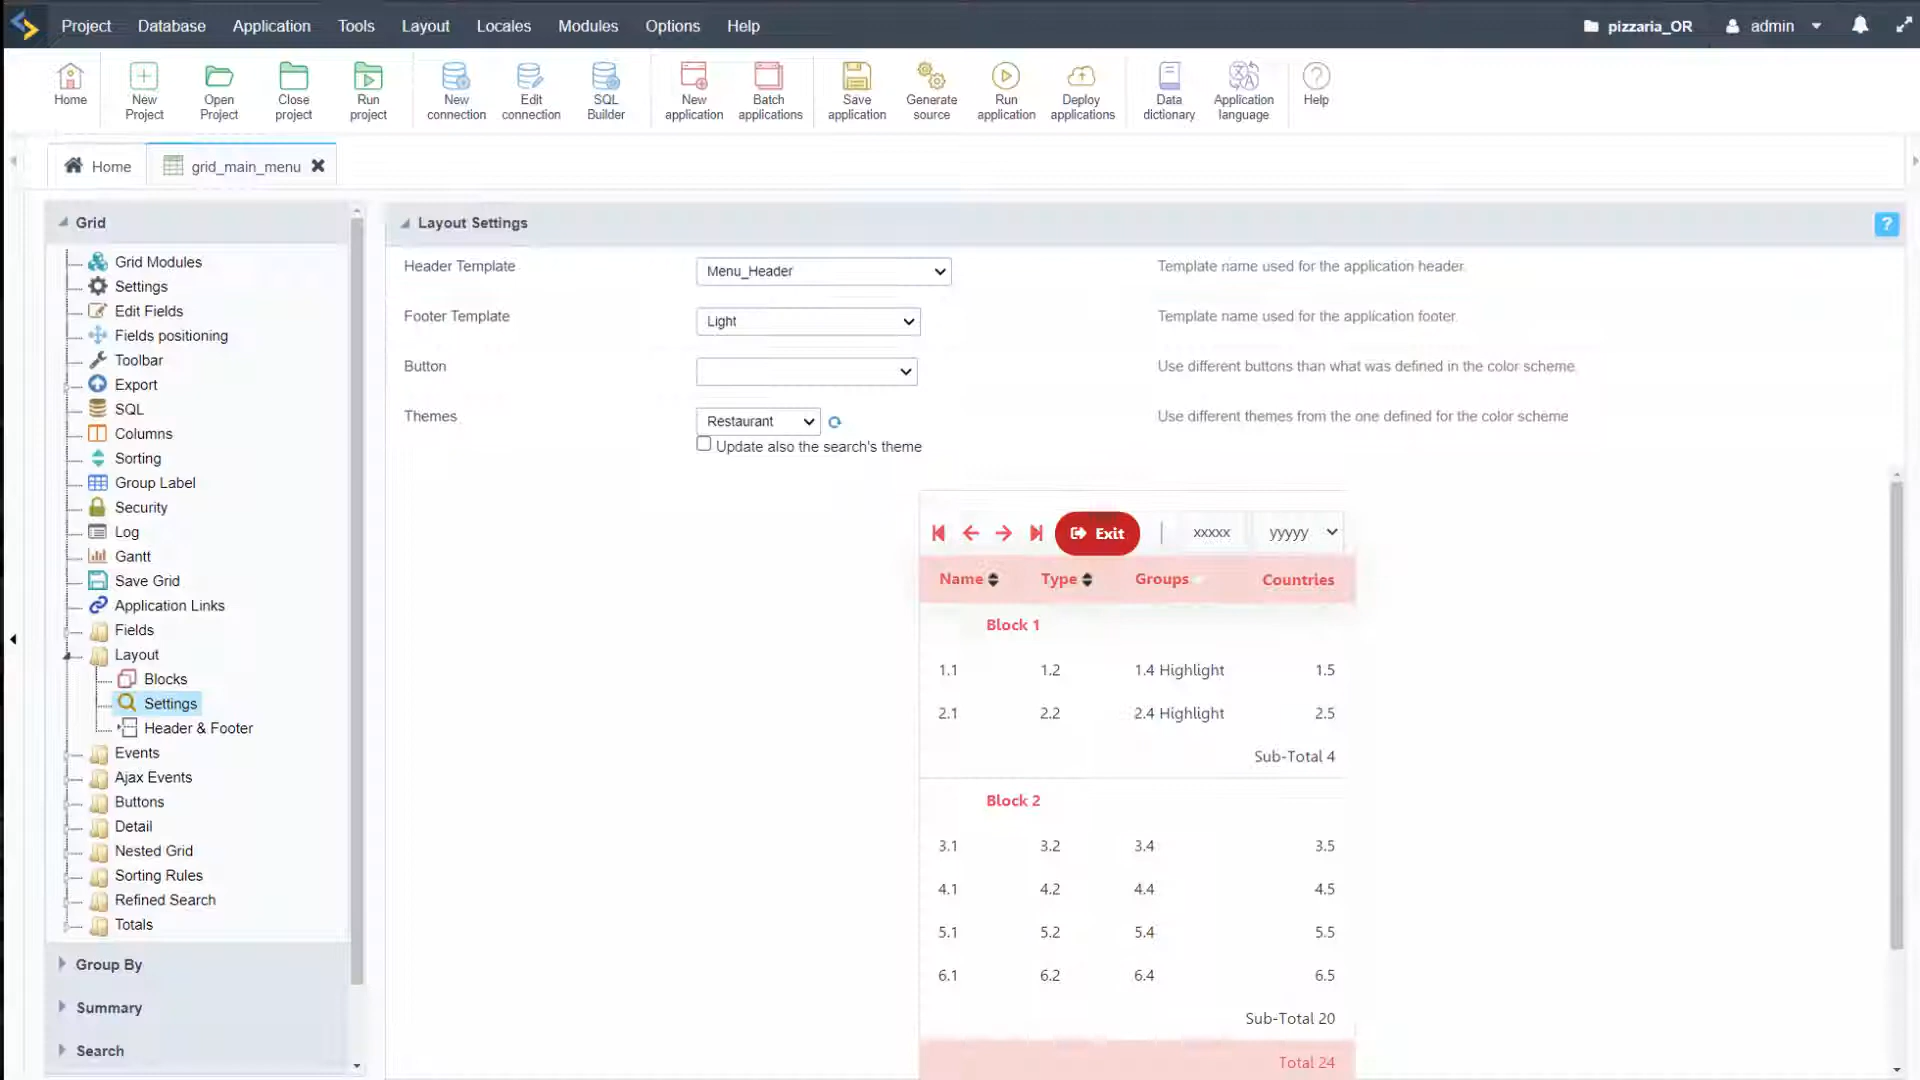 Project Database Application Tools Layout Locales Modules Options Help pizzaria_OR admin
Home
New Project
Open Project
Close project
Run project
New connection
Edit connection
SQL Builder
New application
Batch applications
Save application
Generate source
Run application
Deploy applications
Data dictionary
Application language
Help
Home grid_main_menu
Grid
Grid Modules
Settings
Edit Fields
Fields positioning
Toolbar
Export
SQL
Columns
Sorting
Group Label
Security
Log
Gantt
Save Grid
Application Links
Fields
Layout
Blocks
Settings
Header & Footer
Events
Ajax Events
Buttons
Detail
Nested Grid
Sorting Rules
Refined Search
Totals
Group By
Summary
Search
Layout Settings ?
Header Template Menu_Header Template name used for the application header.
Footer Template Light Template name used for the application footer.
Button Use different buttons than what was defined in the color scheme.
Themes Restaurant Use different themes from the one defined for the color scheme
Update also the search's theme
Exit xxxxx yyyyy
Name Type Groups Countries
Block 1
1.1 1.2 1.4 Highlight 1.5
2.1 2.2 2.4 Highlight 2.5
Sub-Total 4
Block 2
3.1 3.2 3.4 3.5
4.1 4.2 4.4 4.5
5.1 5.2 5.4 5.5
6.1 6.2 6.4 6.5
Sub-Total 20
Total 24